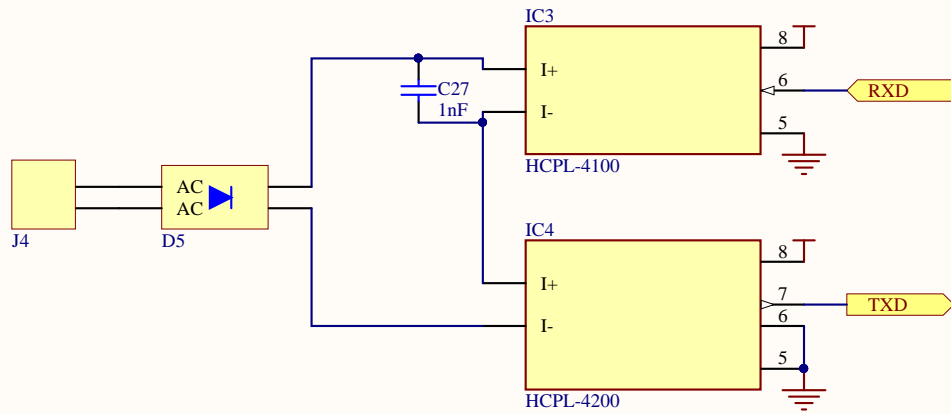 IC3
8
I+
C27
6
RXD
1nF
I-
5
HCPL-4100
AC
AC
J4
D5
IC4
8
I+
7
TXD
6
I-
5
HCPL-4200